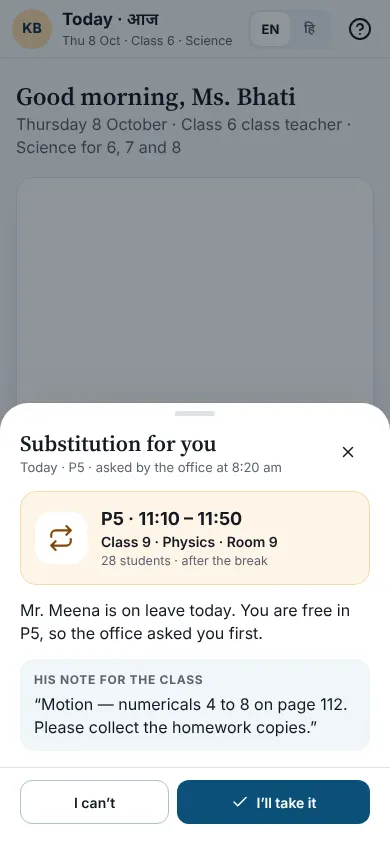 KB
Today · आज
Thu 8 Oct · Class 6 · Science
EN
हि
Good morning, Ms. Bhati
Thursday 8 October · Class 6 class teacher ·
Science for 6, 7 and 8
Substitution for you
Today · P5 · asked by the office at 8:20 am
P5 · 11:10 – 11:50
Class 9 · Physics · Room 9
28 students · after the break
Mr. Meena is on leave today. You are free in
P5, so the office asked you first.
HIS NOTE FOR THE CLASS
“Motion — numericals 4 to 8 on page 112.
Please collect the homework copies.”
I can’t
I’ll take it